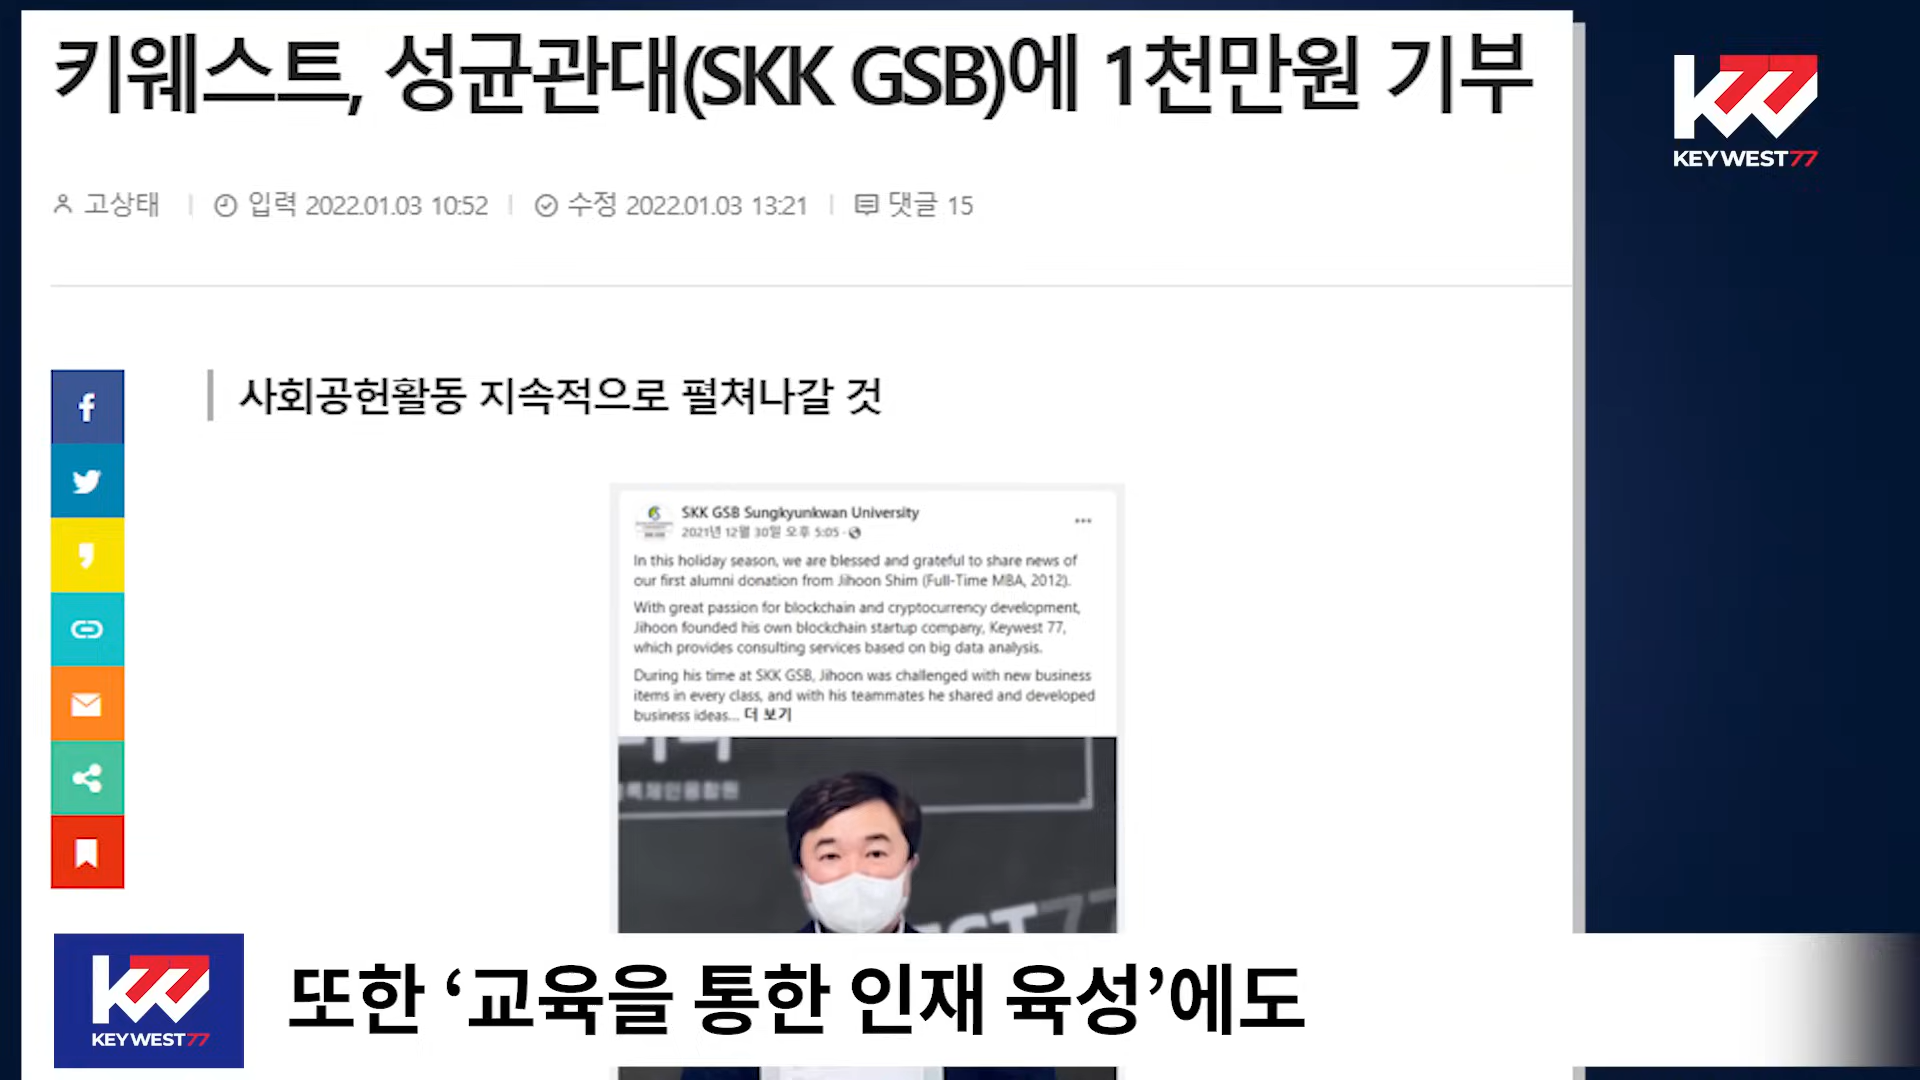 키웨스트, 성균관대(SKK GSB)에 1천만원 기부
KEYWEST77
고상태 입력 2022.01.03 10:52 수정 2022.01.03 13:21 댓글 15
사회공헌활동 지속적으로 펼쳐나갈 것
SKK GSB Sungkyunkwan University
2021년 12월 30일 오후 5:05
In this holiday season, we are blessed and grateful to share news of
our first alumni donation from Jihoon Shim (Full-Time MBA, 2012).
With great passion for blockchain and cryptocurrency development,
Jihoon founded his own blockchain startup company, Keywest 77,
which provides consulting services based on big data analysis.
During his time at SKK GSB, Jihoon was challenged with new business
items in every class, and with his teammates he shared and developed
business ideas... 더 보기
또한 ‘교육을 통한 인재 육성’에도
KEYWEST77